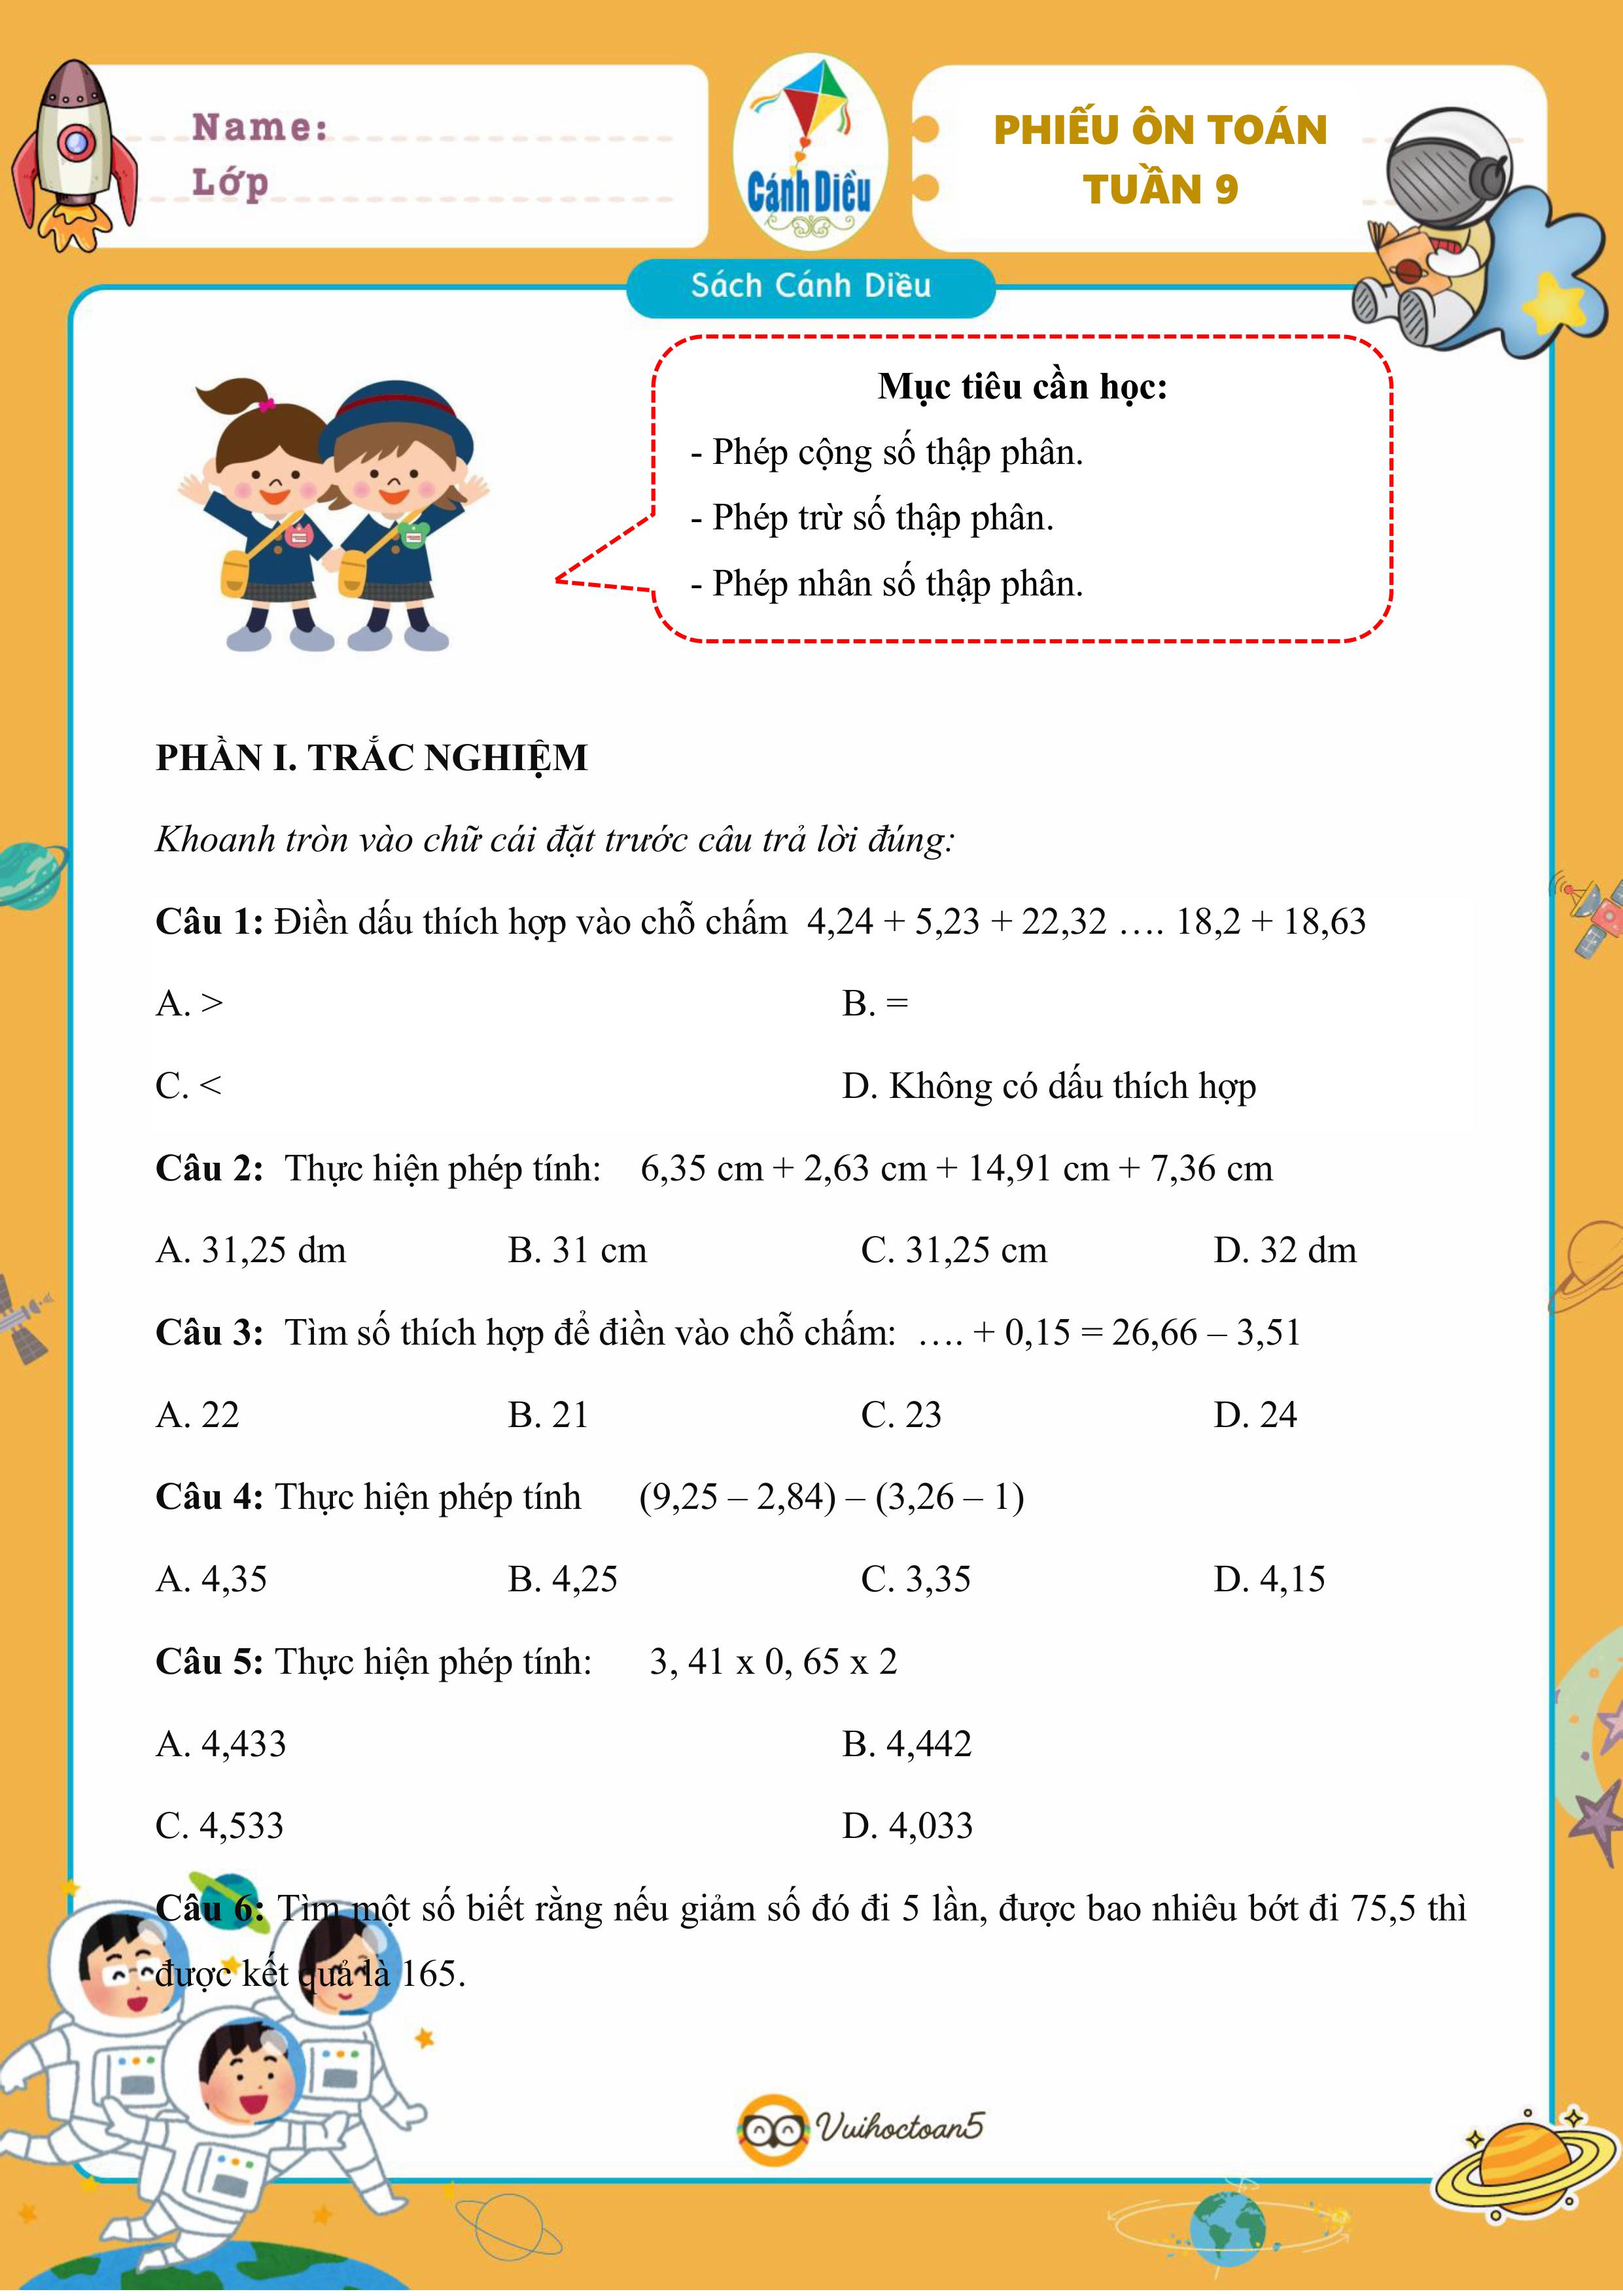 Name:
Lớp
Cánh Diều
PHIẾU ÔN TOÁN
TUẦN 9
Sách Cánh Diều
Mục tiêu cần học:
- Phép cộng số thập phân.
- Phép trừ số thập phân.
- Phép nhân số thập phân.
PHẦN I. TRẮC NGHIỆM
Khoanh tròn vào chữ cái đặt trước câu trả lời đúng:
Câu 1: Điền dấu thích hợp vào chỗ chấm 4,24 + 5,23 + 22,32 …. 18,2 + 18,63
A. > B. =
C. < D. Không có dấu thích hợp
Câu 2: Thực hiện phép tính: 6,35 cm + 2,63 cm + 14,91 cm + 7,36 cm
A. 31,25 dm B. 31 cm C. 31,25 cm D. 32 dm
Câu 3: Tìm số thích hợp để điền vào chỗ chấm: …. + 0,15 = 26,66 – 3,51
A. 22 B. 21 C. 23 D. 24
Câu 4: Thực hiện phép tính (9,25 – 2,84) – (3,26 – 1)
A. 4,35 B. 4,25 C. 3,35 D. 4,15
Câu 5: Thực hiện phép tính: 3, 41 x 0, 65 x 2
A. 4,433 B. 4,442
C. 4,533 D. 4,033
Câu 6: Tìm một số biết rằng nếu giảm số đó đi 5 lần, được bao nhiêu bớt đi 75,5 thì
được kết quả là 165.
Vuihoctoan5